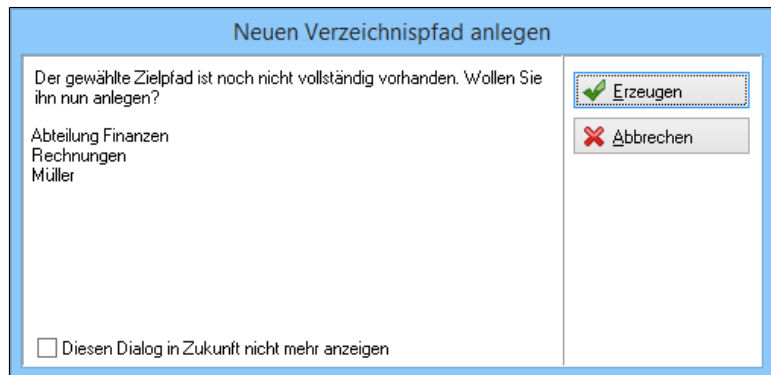 Neuen Verzeichnispfad anlegen
Der gewählte Zielpfad ist noch nicht vollständig vorhanden. Wollen Sie
ihn nun anlegen?
Abteilung Finanzen
Rechnungen
Müller
Diesen Dialog in Zukunft nicht mehr anzeigen
Erzeugen
Abbrechen